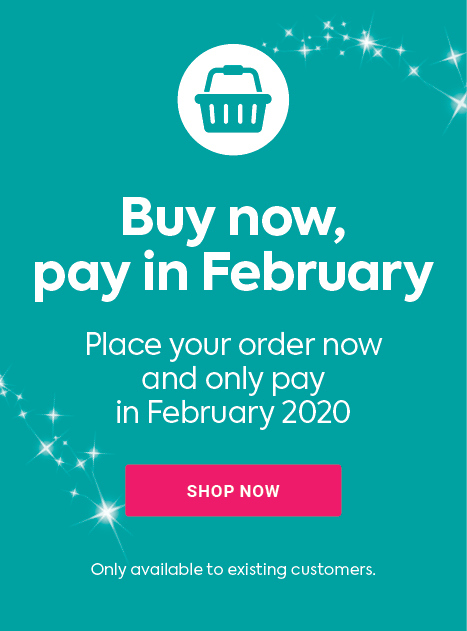 Buy now,
pay in February
Place your order now
and only pay
in February 2020
SHOP NOW
Only available to existing customers.